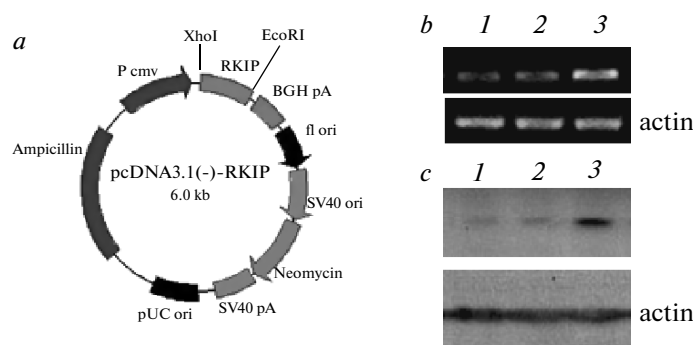 a
XhoI
EcoRI
RKIP
P cmv
BGH pA
fl ori
Ampicillin
pcDNA3.1(-)-RKIP
6.0 kb
SV40 ori
Neomycin
SV40 pA
pUC ori
b
1 2 3
actin
c
1 2 3
actin